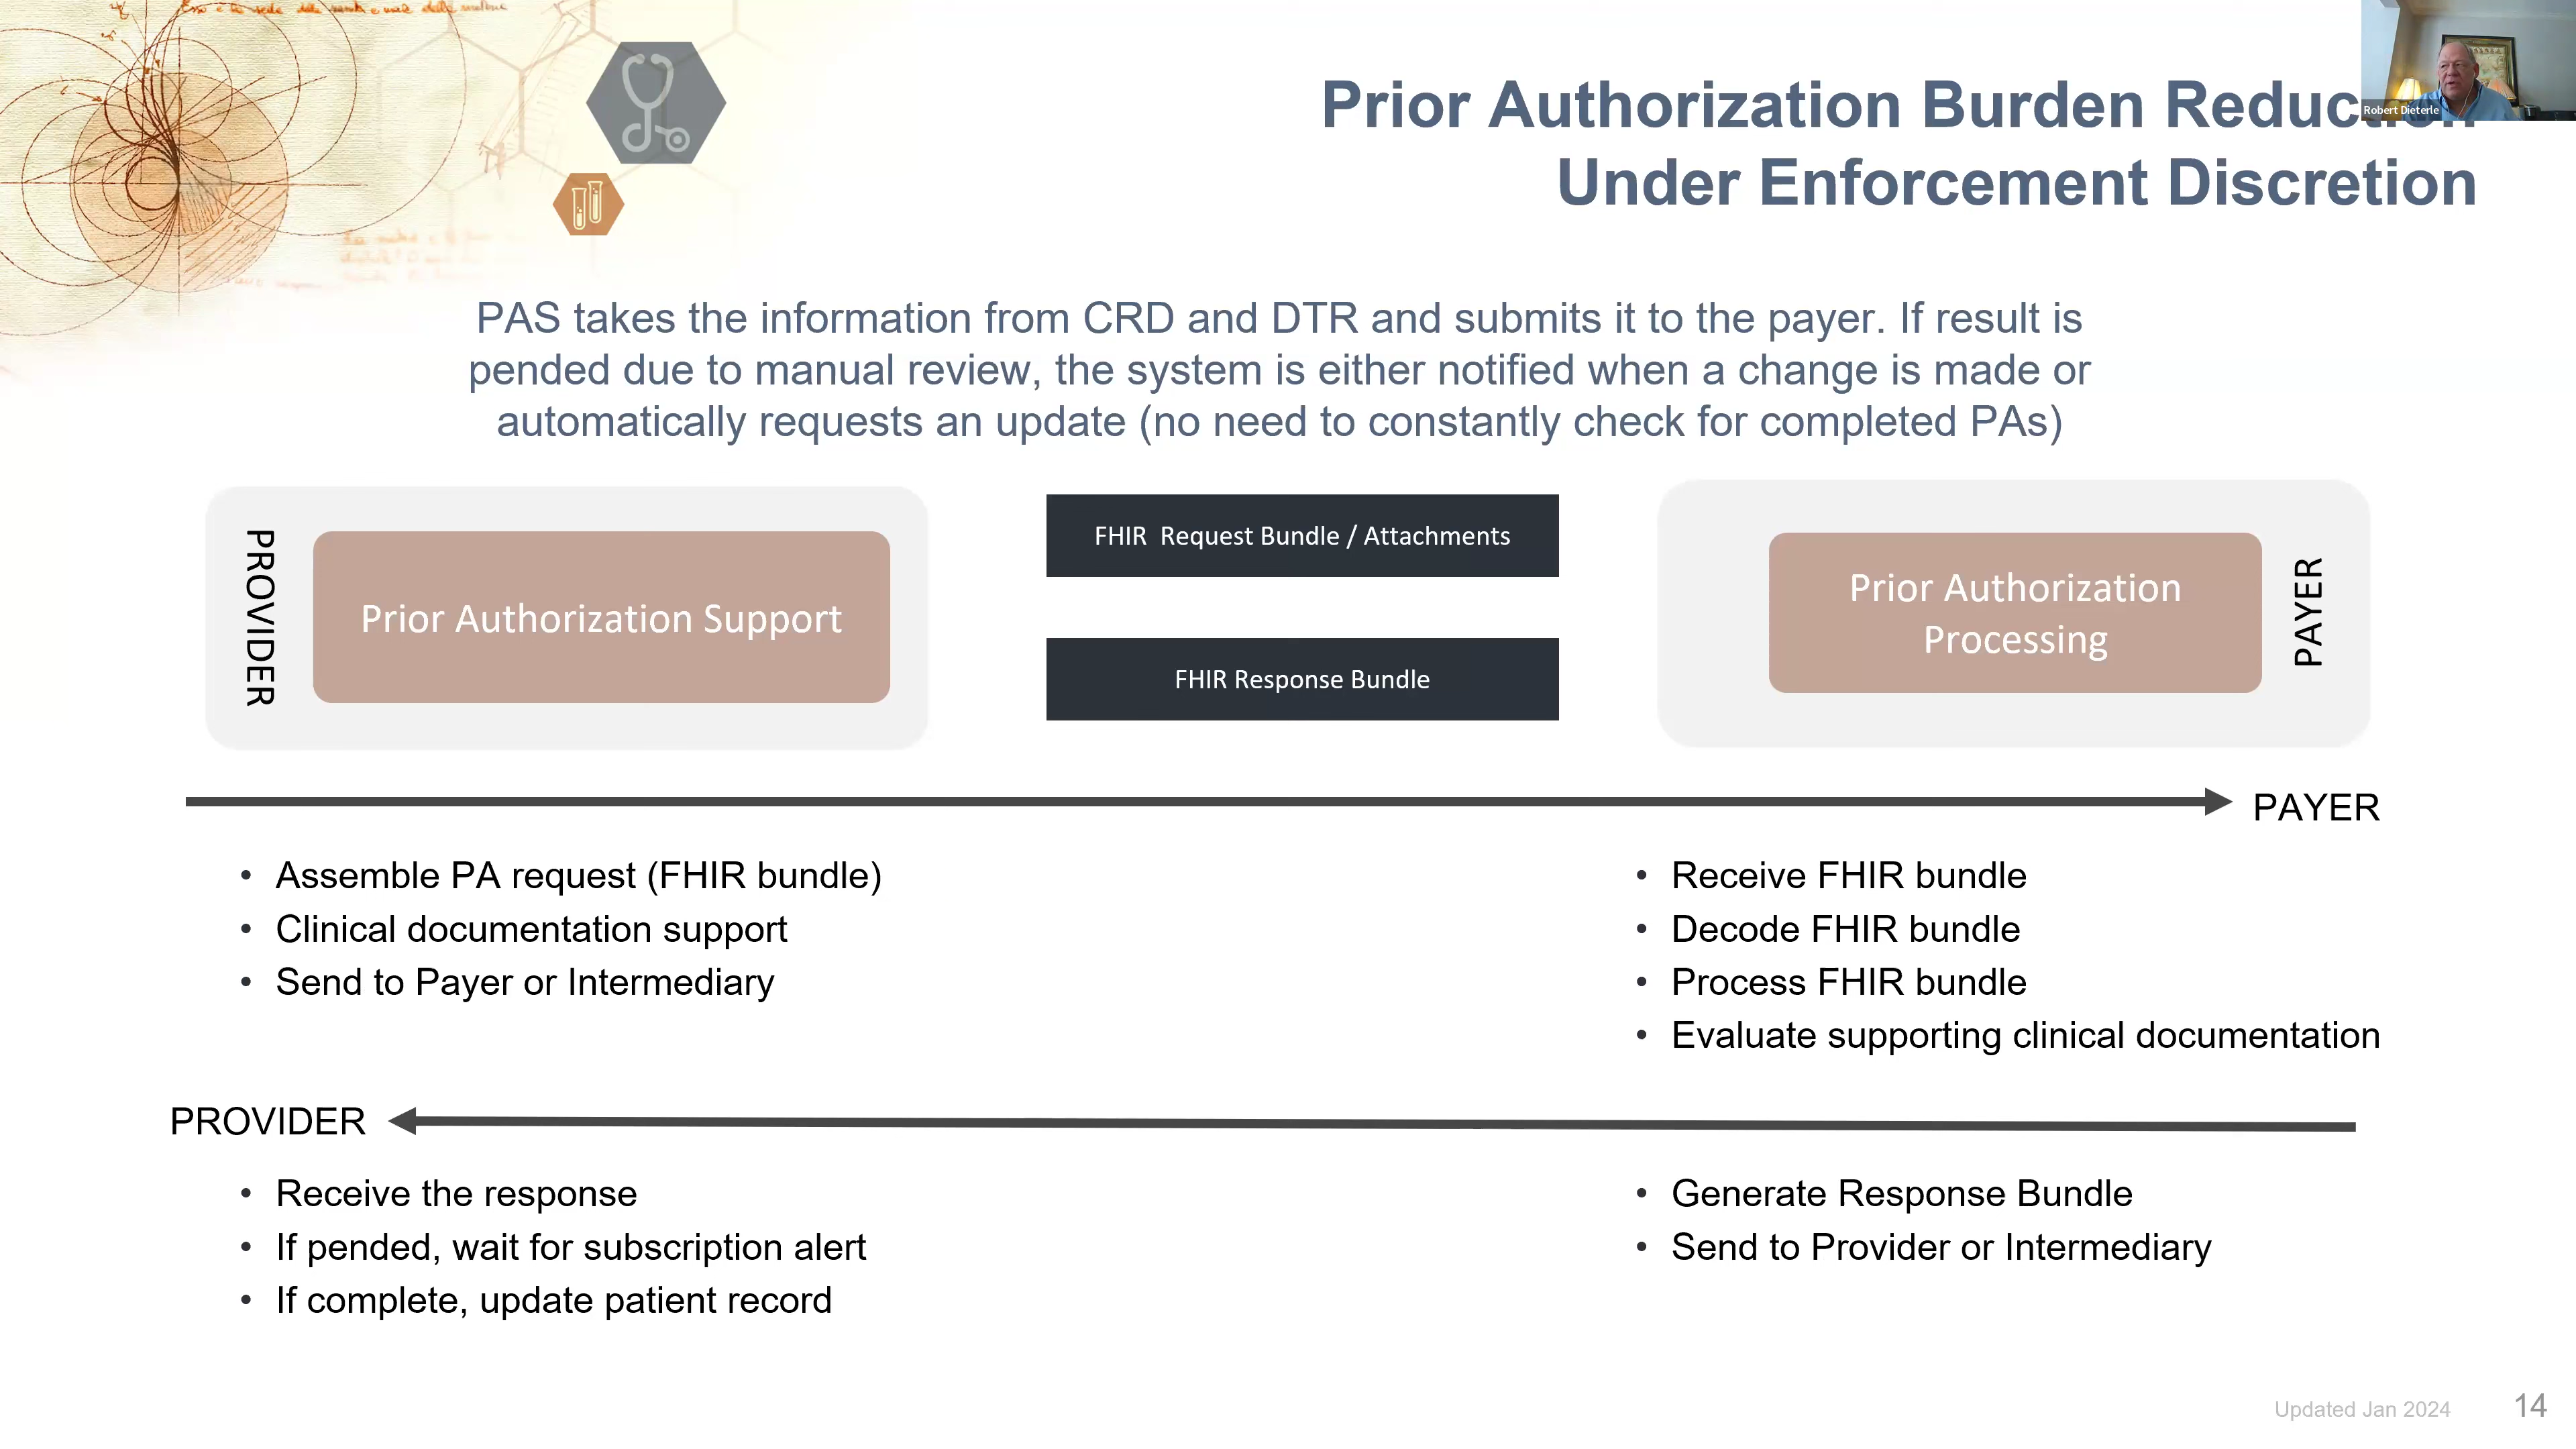 Prior Authorization Burden Reduction
Under Enforcement Discretion
Robert Dieterle
PAS takes the information from CRD and DTR and submits it to the payer. If result is
pended due to manual review, the system is either notified when a change is made or
automatically requests an update (no need to constantly check for completed PAs)
PROVIDER
Prior Authorization Support
FHIR Request Bundle / Attachments
FHIR Response Bundle
Prior Authorization
Processing
PAYER
PAYER
• Assemble PA request (FHIR bundle)
• Clinical documentation support
• Send to Payer or Intermediary
• Receive FHIR bundle
• Decode FHIR bundle
• Process FHIR bundle
• Evaluate supporting clinical documentation
PROVIDER
• Receive the response
• If pended, wait for subscription alert
• If complete, update patient record
• Generate Response Bundle
• Send to Provider or Intermediary
Updated Jan 2024
14